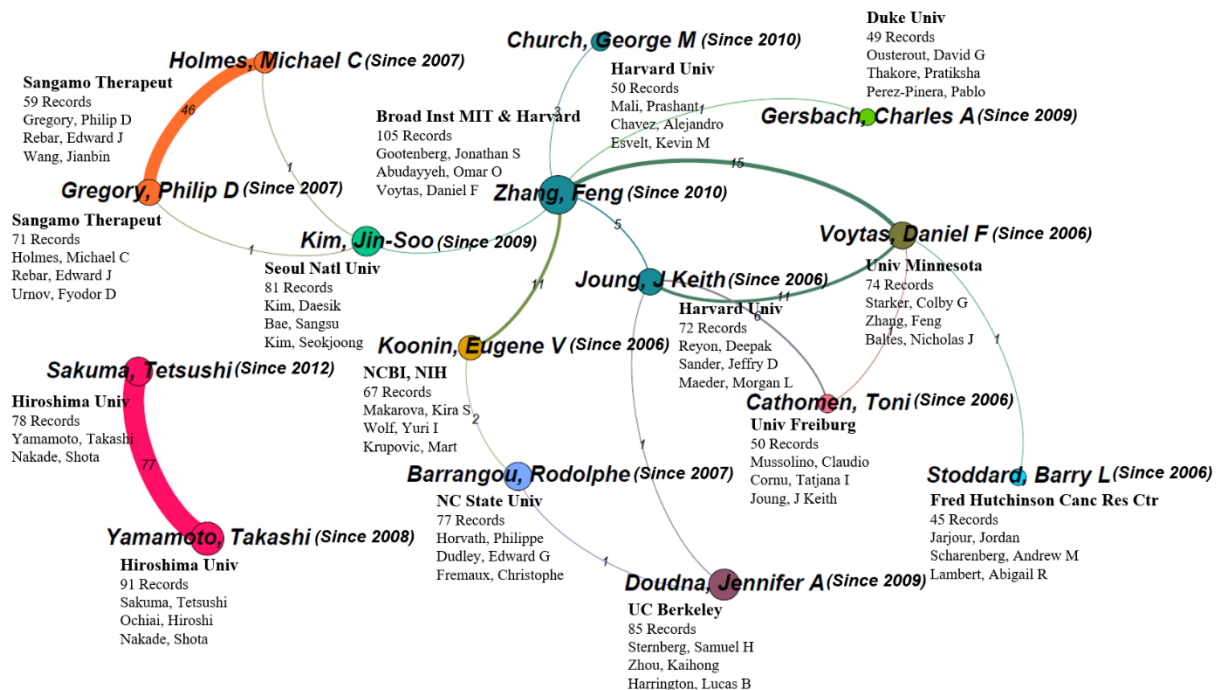 Holmes, Michael C (Since 2007)
Sangamo Therapeut
59 Records
Gregory, Philip D
Rebar, Edward J
Wang, Jianbin
46
1
Gregory, Philip D (Since 2007)
Sangamo Therapeut
71 Records
Holmes, Michael C
Rebar, Edward J
Urnov, Fyodor D
1
Church, George M (Since 2010)
Harvard Univ
50 Records
Mali, Prashant
Chavez, Alejandro
Esvelt, Kevin M
3
Duke Univ
49 Records
Ousterout, David G
Thakore, Pratiksha
Perez-Pinera, Pablo
Gersbach, Charles A (Since 2009)
1
Broad Inst MIT & Harvard
105 Records
Gootenberg, Jonathan S
Abudayyeh, Omar O
Voytas, Daniel F
Zhang, Feng (Since 2010)
15
5
1
11
Kim, Jin-Soo (Since 2009)
Seoul Natl Univ
81 Records
Kim, Daesik
Bae, Sangsu
Kim, Seokjoong
Voytas, Daniel F (Since 2006)
Univ Minnesota
74 Records
Starker, Colby G
Zhang, Feng
Baltes, Nicholas J
Joung, J Keith (Since 2006)
11
6
1
1
Harvard Univ
72 Records
Reyon, Deepak
Sander, Jeffry D
Maeder, Morgan L
Koonin, Eugene V (Since 2006)
NCBI, NIH
67 Records
Makarova, Kira S
Wolf, Yuri I
Krupovic, Mart
2
Sakuma, Tetsushi (Since 2012)
Hiroshima Univ
78 Records
Yamamoto, Takashi
Nakade, Shota
77
Cathomen, Toni (Since 2006)
Univ Freiburg
50 Records
Mussolino, Claudio
Cornu, Tatjana I
Joung, J Keith
1
Barrangou, Rodolphe (Since 2007)
NC State Univ
77 Records
Horvath, Philippe
Dudley, Edward G
Fremaux, Christophe
1
Stoddard, Barry L (Since 2006)
Fred Hutchinson Canc Res Ctr
45 Records
Jarjour, Jordan
Scharenberg, Andrew M
Lambert, Abigail R
Yamamoto, Takashi (Since 2008)
Hiroshima Univ
91 Records
Sakuma, Tetsushi
Ochiai, Hiroshi
Nakade, Shota
Doudna, Jennifer A (Since 2009)
UC Berkeley
85 Records
Sternberg, Samuel H
Zhou, Kaihong
Harrington, Lucas B